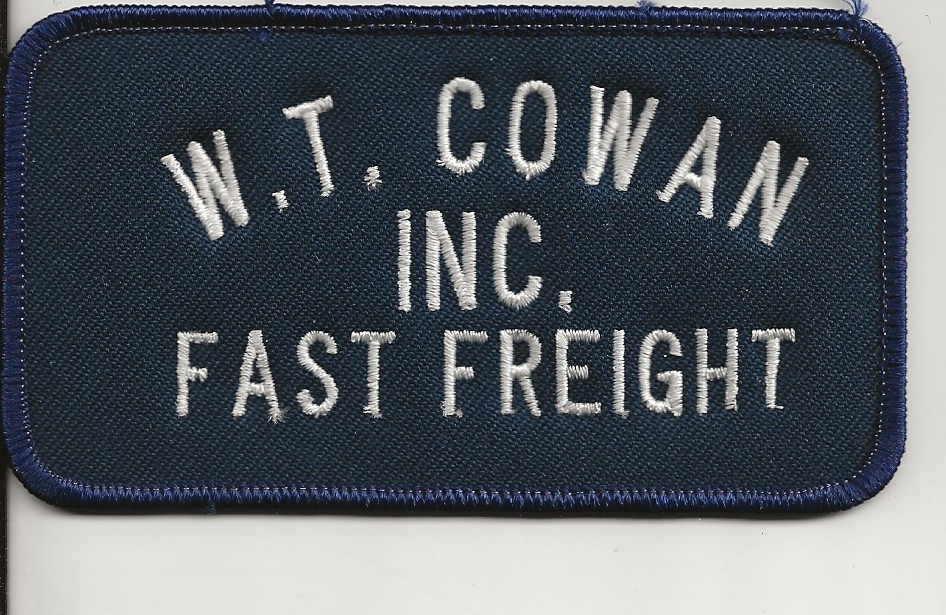 W.T. COWAN
INC.
FAST FREIGHT